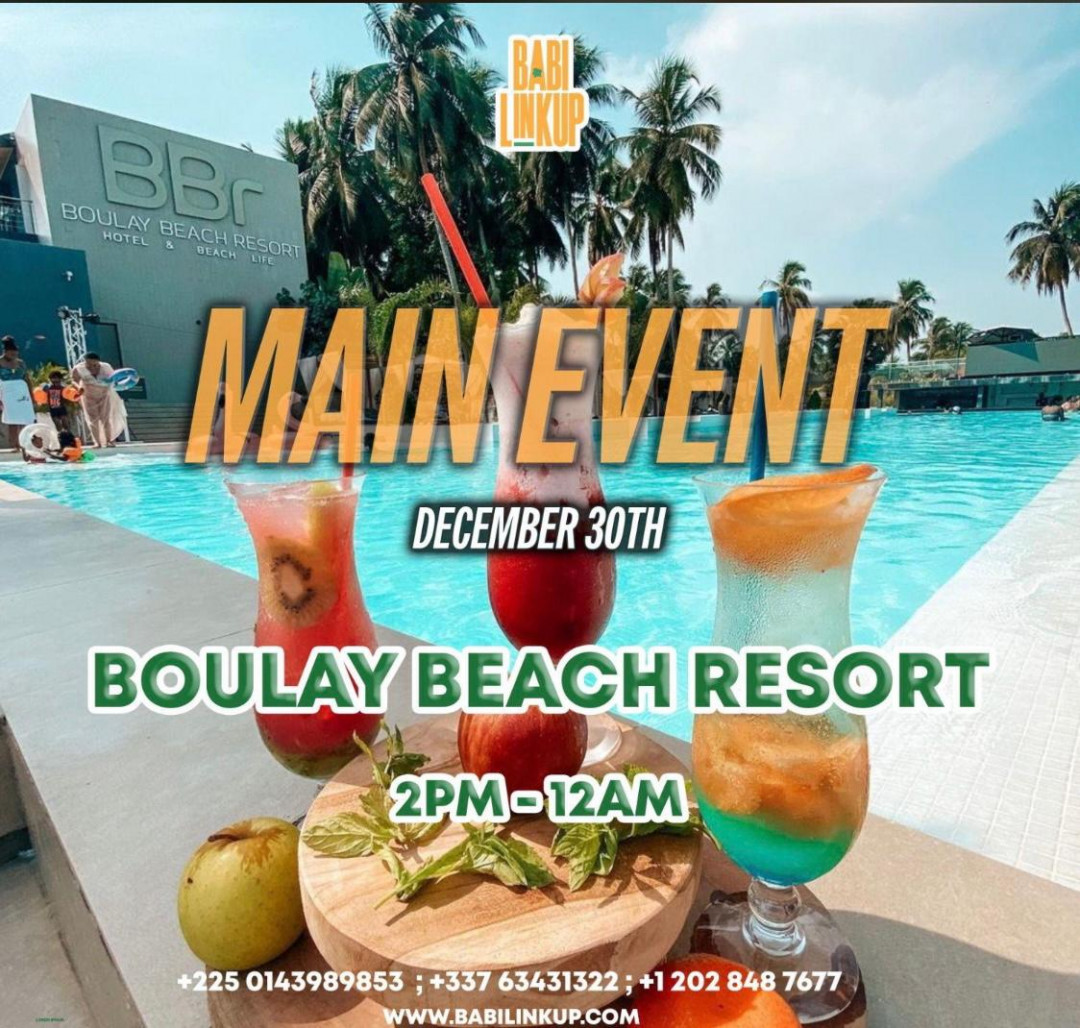 BABI
LINKUP
BBr
BOULAY BEACH RESORT
HOTEL & BEACH LIFE
MAIN EVENT
DECEMBER 30TH
BOULAY BEACH RESORT
2PM - 12AM
+225 0143989853 ; +337 63431322 ; +1 202 848 7677
WWW.BABILINKUP.COM